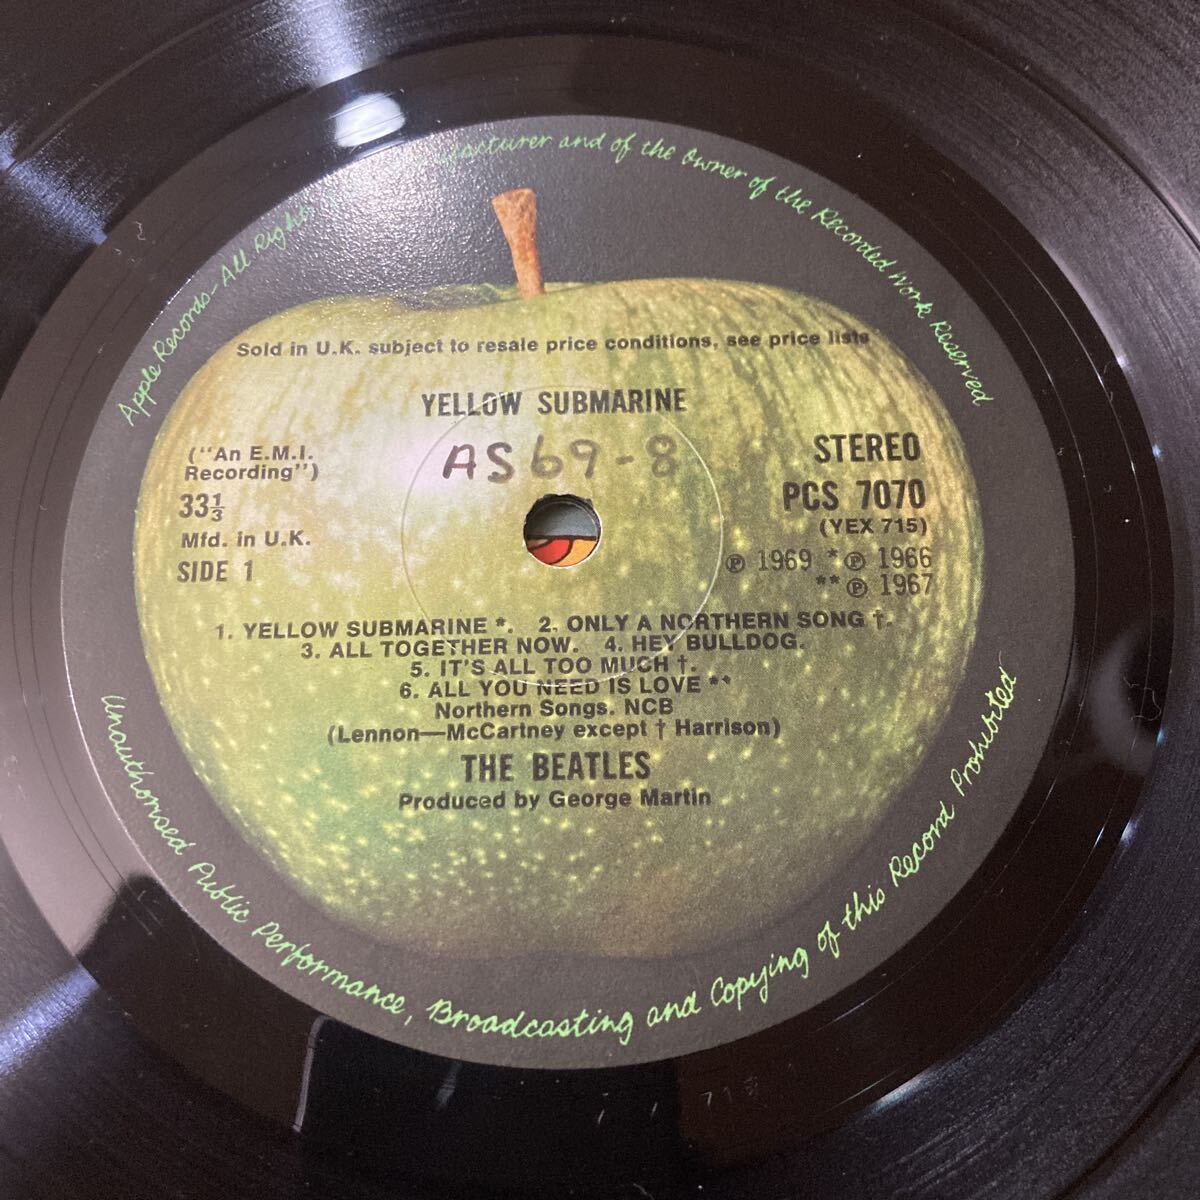 Apple Records-All Rights
and of the Owner of the Recorded Work Reserved
Sold in U.K. subject to resale price conditions, see price lists
YELLOW SUBMARINE
AS69-8
("An E.M.I.
Recording")
33⅓
Mfd. in U.K.
SIDE 1
STEREO
PCS 7070
(YEX 715)
℗ 1969 * ℗ 1966
** ℗ 1967
1. YELLOW SUBMARINE *. 2. ONLY A NORTHERN SONG †.
3. ALL TOGETHER NOW. 4. HEY BULLDOG.
5. IT'S ALL TOO MUCH †.
6. ALL YOU NEED IS LOVE **
Northern Songs. NCB
(Lennon—McCartney except † Harrison)
THE BEATLES
Produced by George Martin
Unauthorised Public Performance, Broadcasting and Copying of this Record Prohibited